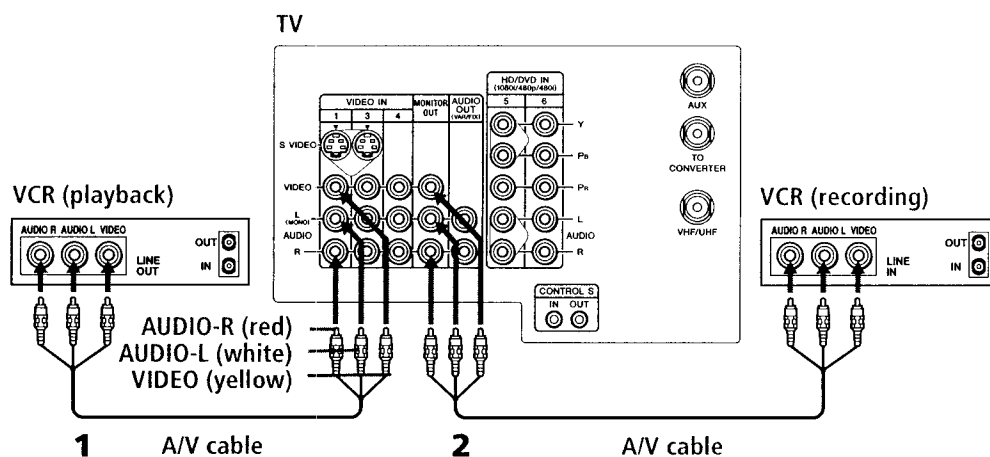 TV
HD/DVD IN
(1080i/480p/480i)
5 6
VIDEO IN
1 3 4
MONITOR
OUT
AUDIO
OUT
(VAR/FIX)
AUX
S VIDEO
Y
TO
CONVERTER
PB
VIDEO
PR
L
(MONO)
AUDIO
R
L
AUDIO
R
VHF/UHF
VCR (playback)
AUDIO R AUDIO L VIDEO
LINE
OUT
OUT
IN
VCR (recording)
AUDIO R AUDIO L VIDEO
LINE
IN
OUT
IN
CONTROL S
IN OUT
AUDIO-R (red)
AUDIO-L (white)
VIDEO (yellow)
1 A/V cable
2 A/V cable